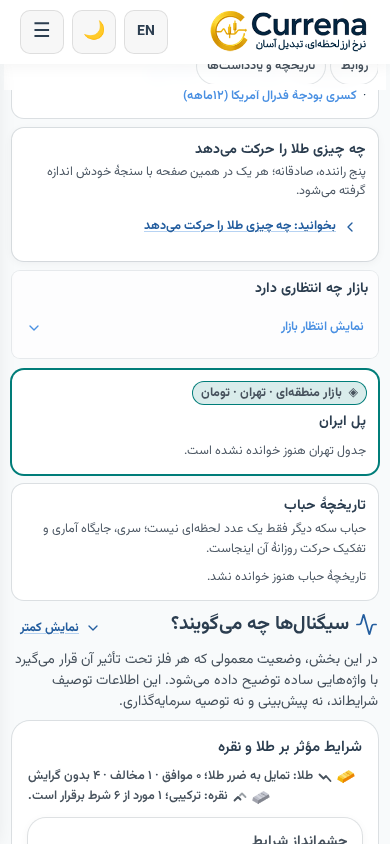 EN
Currena
نرخ ارز لحظه‌ای، تبدیل آسان
روابط
تاریخچه و یادداشت‌ها
· کسری بودجهٔ فدرال آمریکا (۱۲ماهه)
چه چیزی طلا را حرکت می‌دهد
پنج راننده، صادقانه؛ هر یک در همین صفحه با سنجهٔ خودش اندازه
گرفته می‌شود.
بخوانید: چه چیزی طلا را حرکت می‌دهد
بازار چه انتظاری دارد
نمایش انتظار بازار
بازار منطقه‌ای · تهران · تومان
پل ایران
جدول تهران هنوز خوانده نشده است.
تاریخچهٔ حباب
حباب سکه دیگر فقط یک عدد لحظه‌ای نیست؛ سری، جایگاه آماری و
تفکیک حرکت روزانهٔ آن اینجاست.
تاریخچهٔ حباب هنوز خوانده نشد.
سیگنال‌ها چه می‌گویند؟
نمایش کمتر
در این بخش، وضعیت معمولی که هر فلز تحت تأثیر آن قرار می‌گیرد
با واژه‌هایی ساده توضیح داده می‌شود. این اطلاعات توصیف
شرایط‌اند، نه پیش‌بینی و نه توصیه سرمایه‌گذاری.
شرایط مؤثر بر طلا و نقره
طلا: تمایل به ضرر طلا؛ ۰ موافق · ۱ مخالف · ۴ بدون گرایش
نقره: ترکیبی؛ ۱ مورد از ۶ شرط برقرار است.
چشم‌انداز شرایط